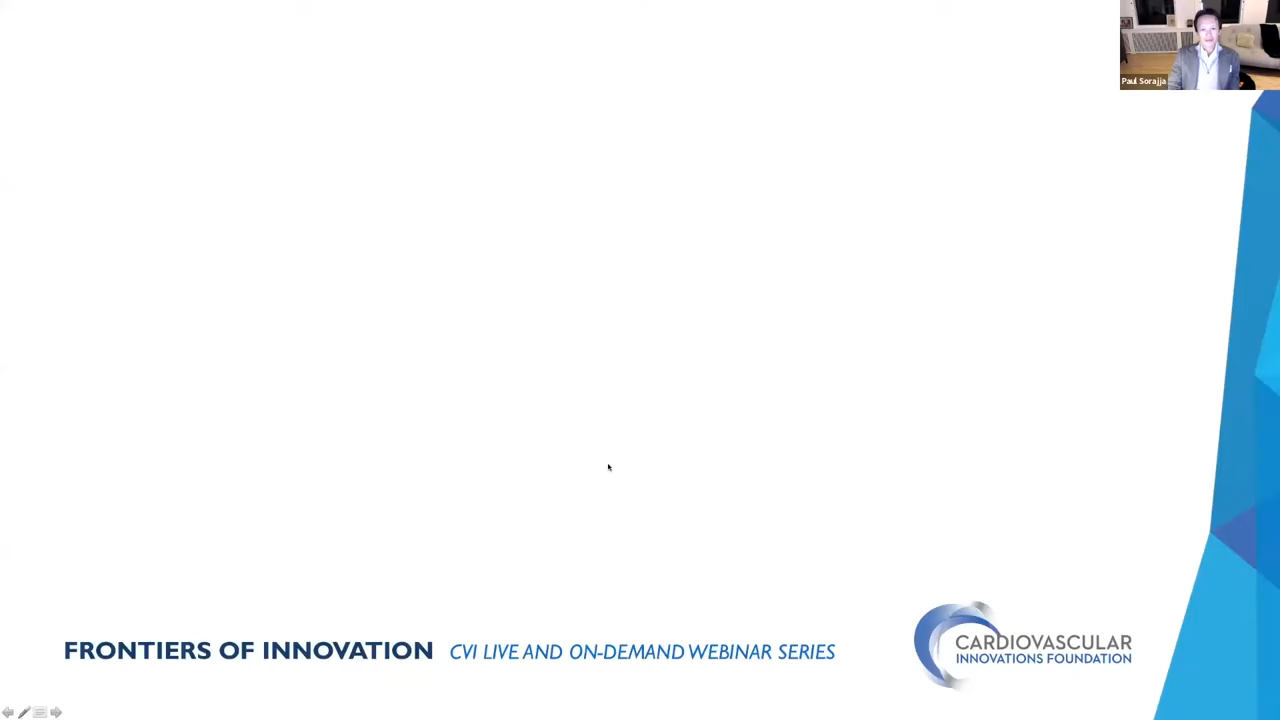 Paul Sorajja
FRONTIERS OF INNOVATION CVI LIVE AND ON-DEMAND WEBINAR SERIES
CARDIOVASCULAR
INNOVATIONS FOUNDATION